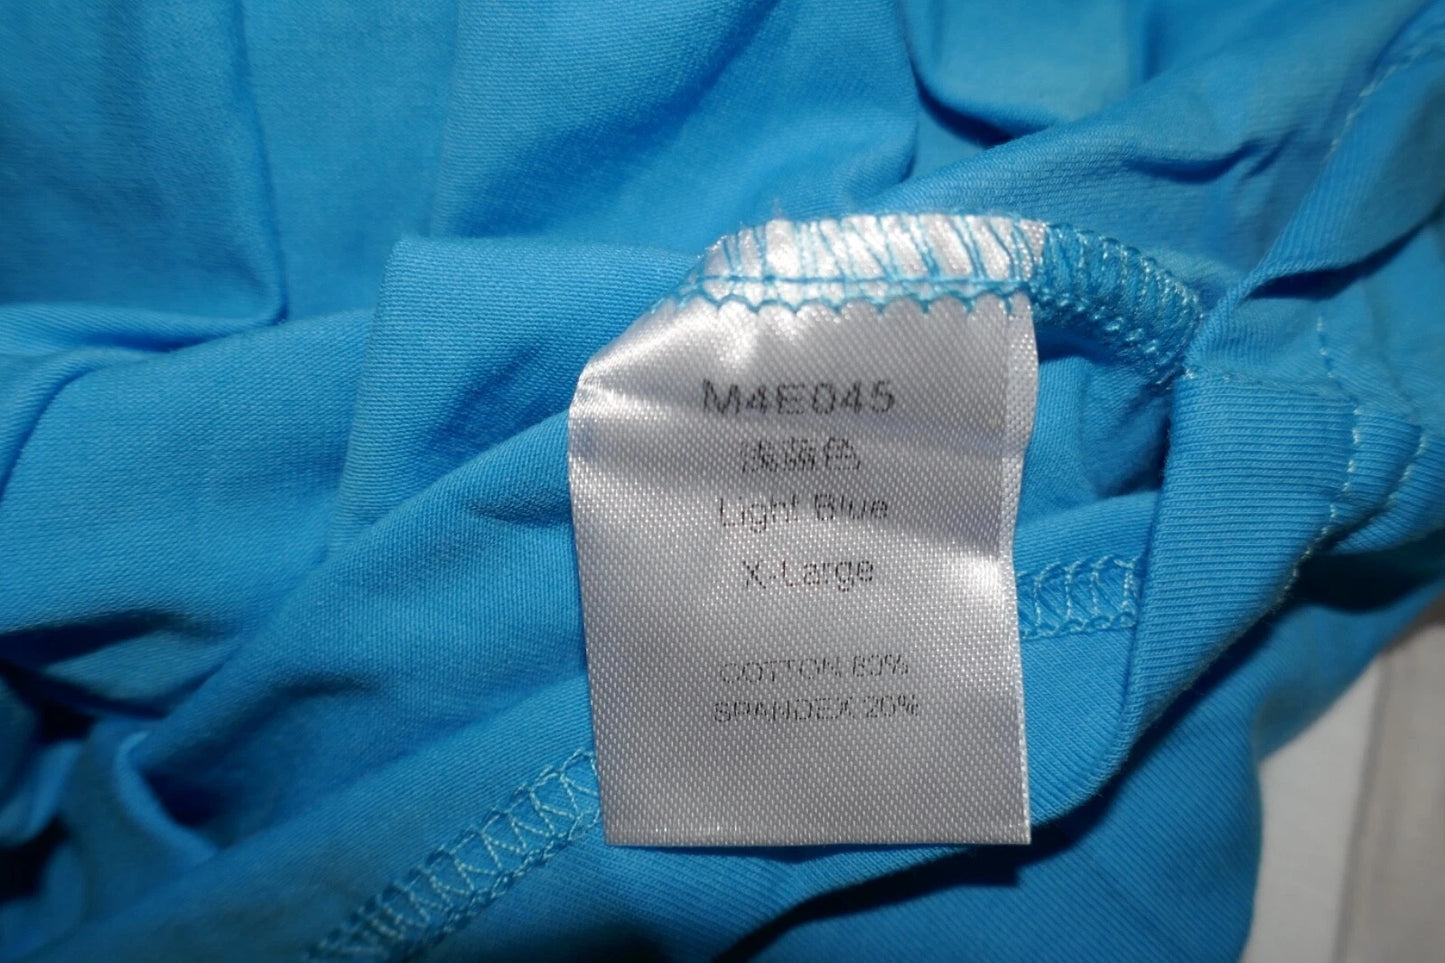 M4E045
浅蓝色
Light Blue
X-Large
COTTON 80%
SPANDEX 20%